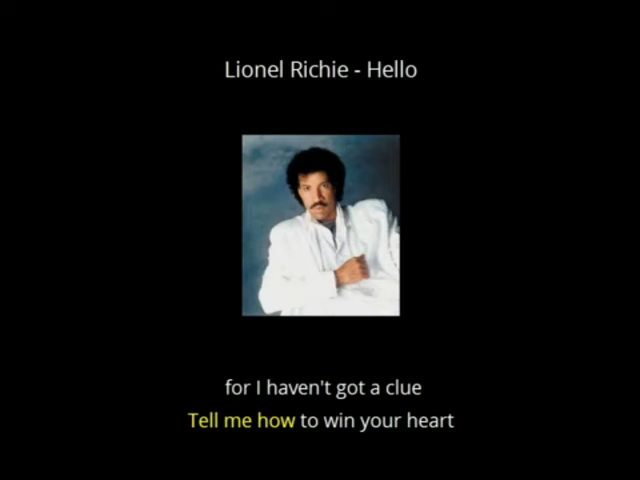 Lionel Richie - Hello
for I haven't got a clue
Tell me how to win your heart